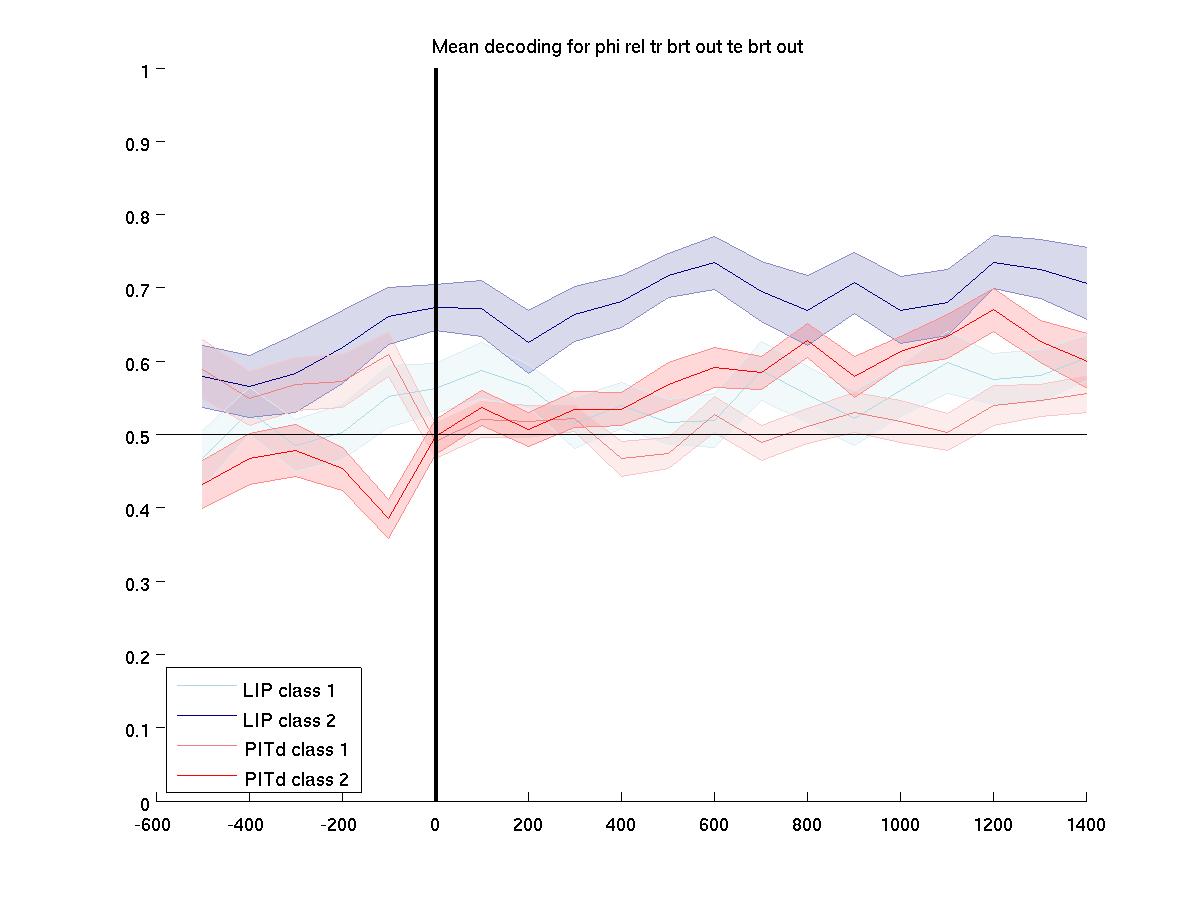 Mean decoding for phi rel tr brt out te brt out
1
0.9
0.8
0.7
0.6
0.5
0.4
0.3
0.2
0.1
0
LIP class 1
LIP class 2
PITd class 1
PITd class 2
-600 -400 -200 0 200 400 600 800 1000 1200 1400